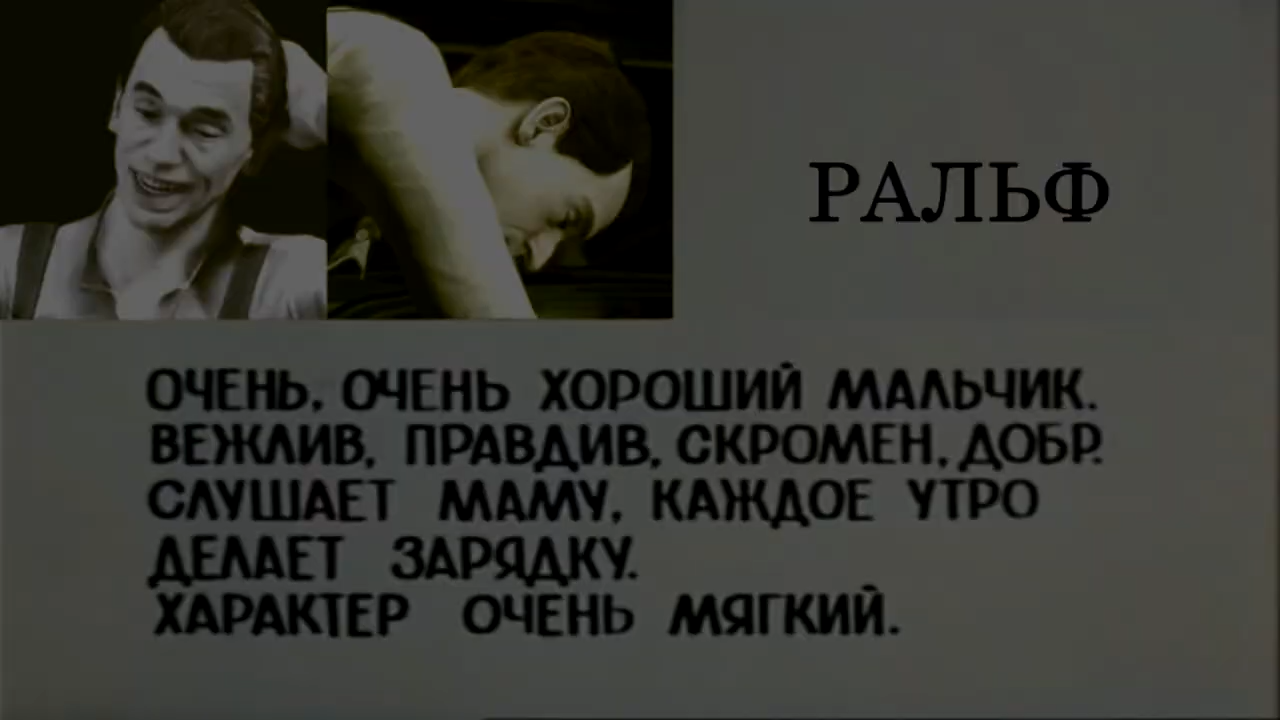 РАЛЬФ
ОЧЕНЬ, ОЧЕНЬ ХОРОШИЙ МАЛЬЧИК.
ВЕЖЛИВ, ПРАВДИВ, СКРОМЕН, ДОБР.
СЛУШАЕТ МАМУ, КАЖДОЕ УТРО
ДЕЛАЕТ ЗАРЯДКУ.
ХАРАКТЕР ОЧЕНЬ МЯГКИЙ.